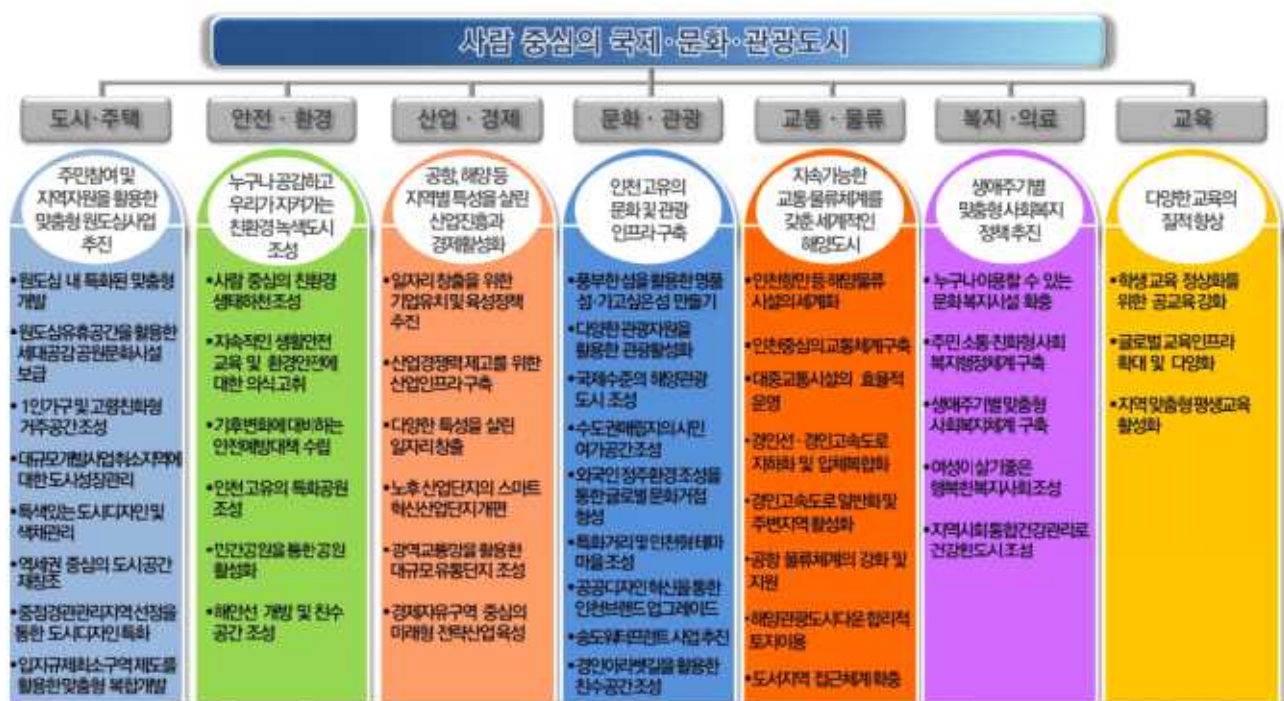 사람 중심의 국제·문화·관광도시
도시·주택
주민참여 및
지역자원을 활용한
맞춤형 원도심사업
추진
•원도심 내 특화된 맞춤형
개발
•원도심유휴공간을 활용한
세대공감 공원문화시설
보급
•1인가구 및 고령친화형
거주공간 조성
•대규모개발사업 취소지역에
대한 도시성장관리
•특색있는 도시디자인 및
색채관리
•역세권 중심의 도시 공간
재창조
•중점경관관리지역 선정을
통한 도시디자인 특화
•입지규제최소구역 제도를
활용한 맞춤형 복합개발
안전 · 환경
누구나 공감하고
우리가 지켜가는
친환경 녹색도시
조성
•사람 중심의 친환경
생태하천 조성
•지속적인 생활안전
교육 및 환경안전에
대한 의식 고취
•기후변화에 대비하는
안전예방대책 수립
•인천 고유의 특화공원
조성
•민간공원을 통한 공원
활성화
•해안선 개방 및 친수
공간 조성
산업 · 경제
공항, 해양 등
지역별 특성을 살린
산업진흥과
경제활성화
•일자리 창출을 위한
기업유치 및 육성정책
추진
•산업경쟁력 제고를 위한
산업인프라 구축
•다양한 특성을 살린
일자리 창출
•노후 산업단지의 스마트
혁신산업단지 개편
•광역교통망을 활용한
대규모 유통단지 조성
•경제자유구역 중심의
미래형 전략산업 육성
문화 · 관광
인천 고유의
문화 및 관광
인프라 구축
•풍부한 섬을 활용한 명품
섬·가고싶은 섬 만들기
•다양한 관광자원을
활용한 관광활성화
•국제수준의 해양관광
도시 조성
•수도권매립지의 시민
여가공간 조성
•외국인 정주환경 조성을
통한 글로벌 문화거점
형성
•특화거리 및 인천형 테마
마을 조성
•공공디자인 혁신을 통한
인천브랜드 업그레이드
•송도워터프런트 사업 추진
•경인아라뱃길을 활용한
친수공간 조성
교통 · 물류
지속가능한
교통·물류체계를
갖춘 세계적인
해양도시
•인천항만 등 해양물류
시설의 세계화
•인천중심의 교통체계 구축
•대중교통시설의 효율적
운영
•경인선·경인고속도로
지하화 및 입체복합화
•경인고속도로 일반화 및
주변지역 활성화
•공항 물류체계의 강화 및
지원
•해양관광도시다운 합리적
토지이용
•도서지역 접근체계 확충
복지 · 의료
생애주기별
맞춤형 사회복지
정책 추진
•누구나 이용할 수 있는
문화 복지시설 확충
•주민 소통·친화형 사회
복지행정체계 구축
•생애주기별 맞춤형
사회복지체계 구축
•여성이 살기좋은
행복한 복지사회 조성
•지역사회 통합건강관리로
건강한 도시 조성
교육
다양한 교육의
질적 향상
•학생 교육 정상화를
위한 공교육 강화
•글로벌 교육인프라
확대 및 다양화
•지역 맞춤형 평생교육
활성화